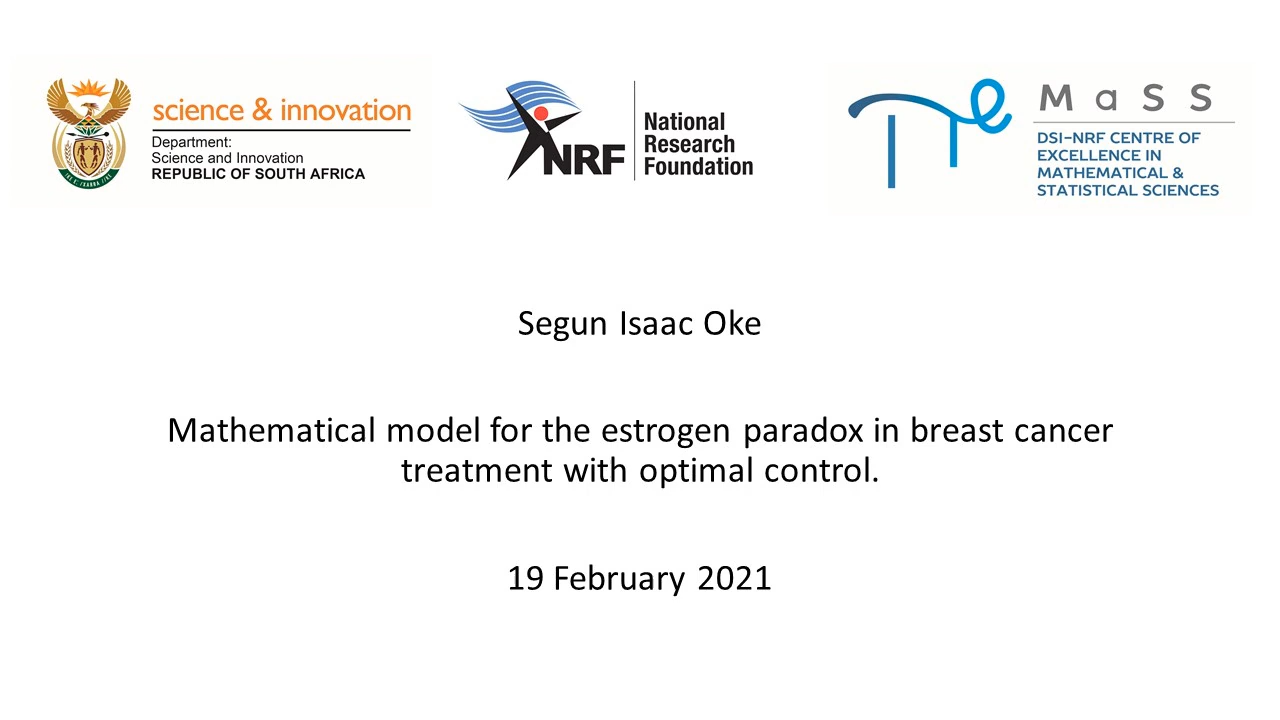 science & innovation
Department:
Science and Innovation
REPUBLIC OF SOUTH AFRICA
NRF
National
Research
Foundation
MaSS
DSI-NRF CENTRE OF
EXCELLENCE IN
MATHEMATICAL &
STATISTICAL SCIENCES
Segun Isaac Oke
Mathematical model for the estrogen paradox in breast cancer
treatment with optimal control.
19 February 2021